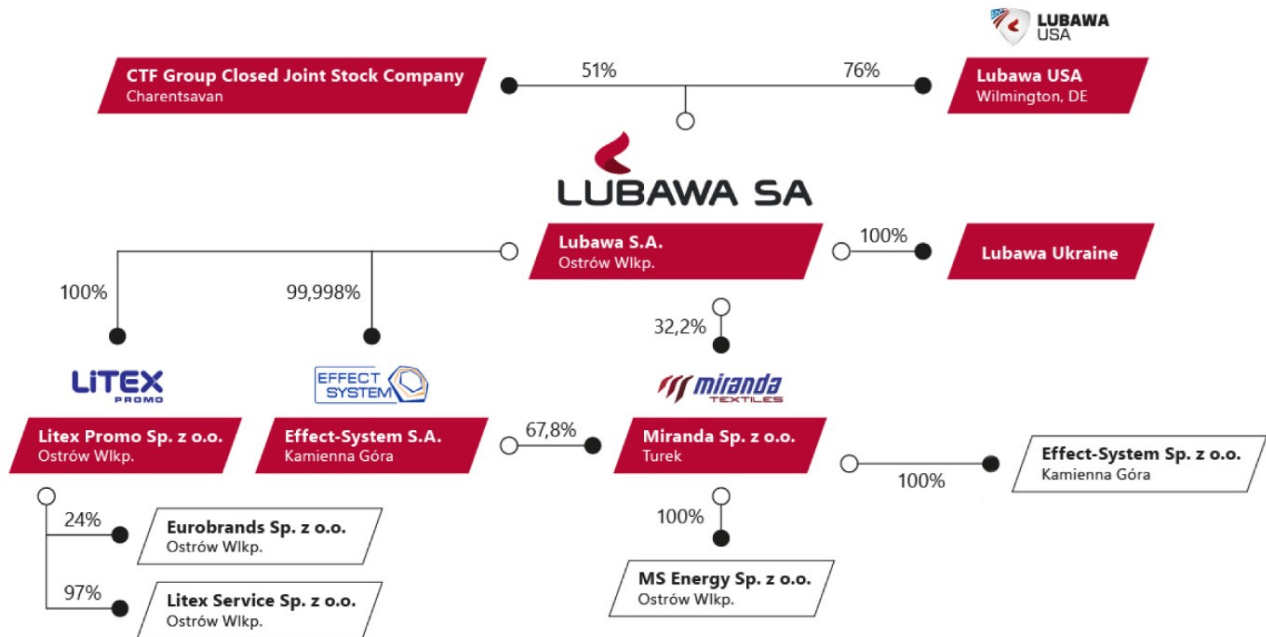 LUBAWA
USA
CTF Group Closed Joint Stock Company
Charentsavan
51%
76%
Lubawa USA
Wilmington, DE
LUBAWA SA
Lubawa S.A.
Ostrów Wlkp.
100%
Lubawa Ukraine
100%
99,998%
32,2%
LiTEX
PROMO
EFFECT
SYSTEM
miranda
TEXTILES
Litex Promo Sp. z o.o.
Ostrów Wlkp.
Effect-System S.A.
Kamienna Góra
67,8%
Miranda Sp. z o.o.
Turek
100%
Effect-System Sp. z o.o.
Kamienna Góra
24%
Eurobrands Sp. z o.o.
Ostrów Wlkp.
97%
Litex Service Sp. z o.o.
Ostrów Wlkp.
100%
MS Energy Sp. z o.o.
Ostrów Wlkp.